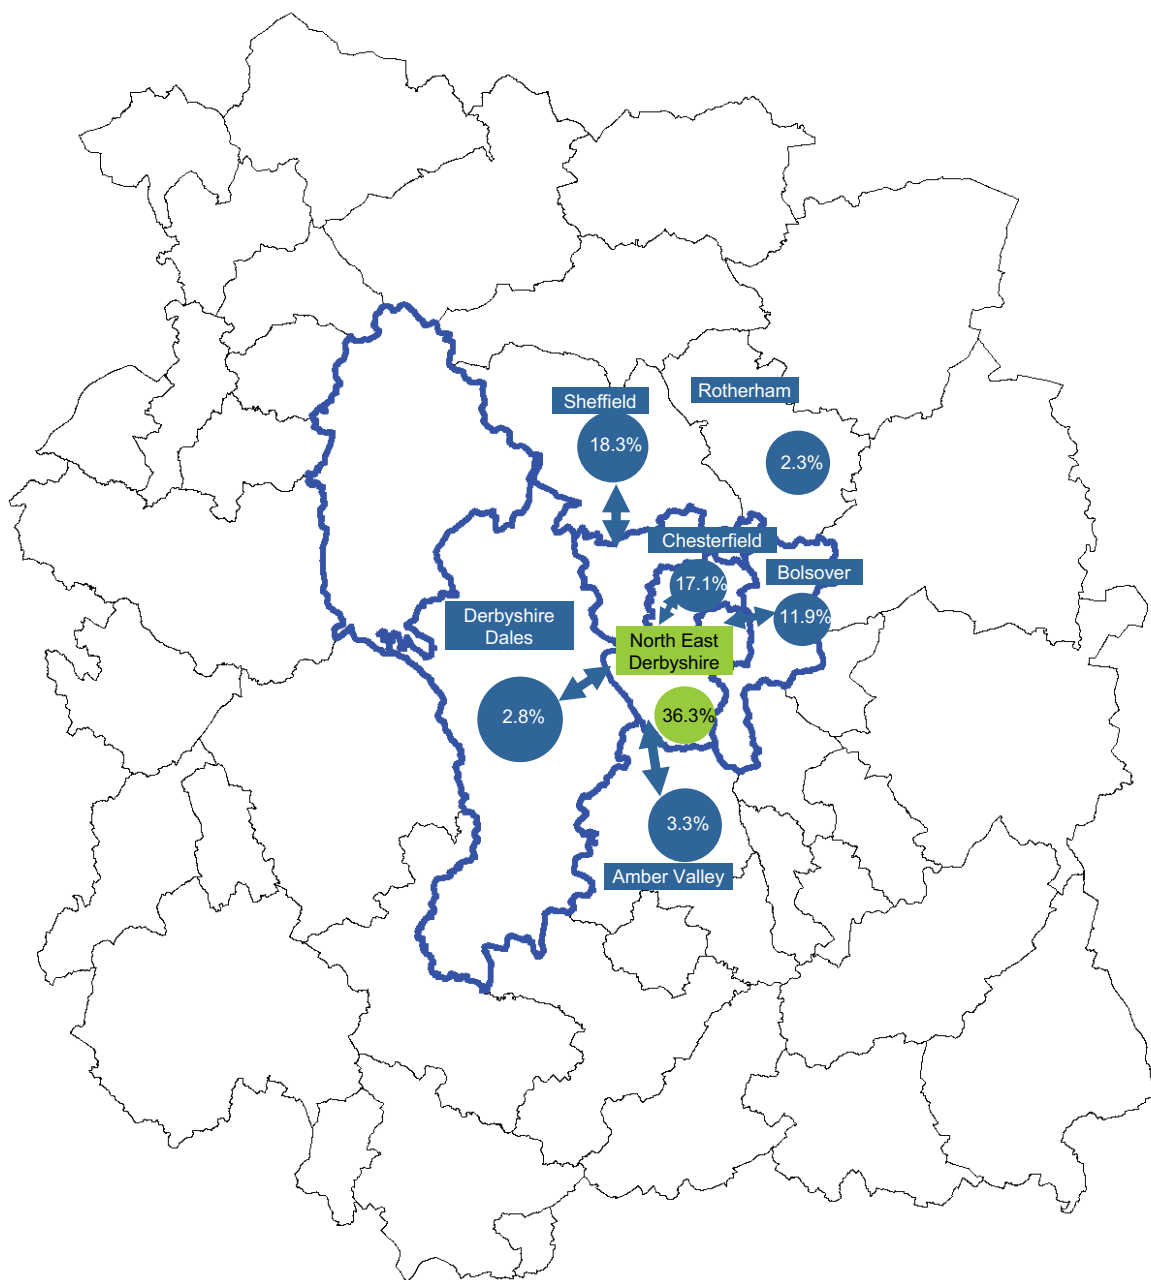 Rotherham
Sheffield
18.3%
2.3%
Chesterfield
Bolsover
17.1%
11.9%
Derbyshire
Dales
North East
Derbyshire
2.8%
36.3%
3.3%
Amber Valley